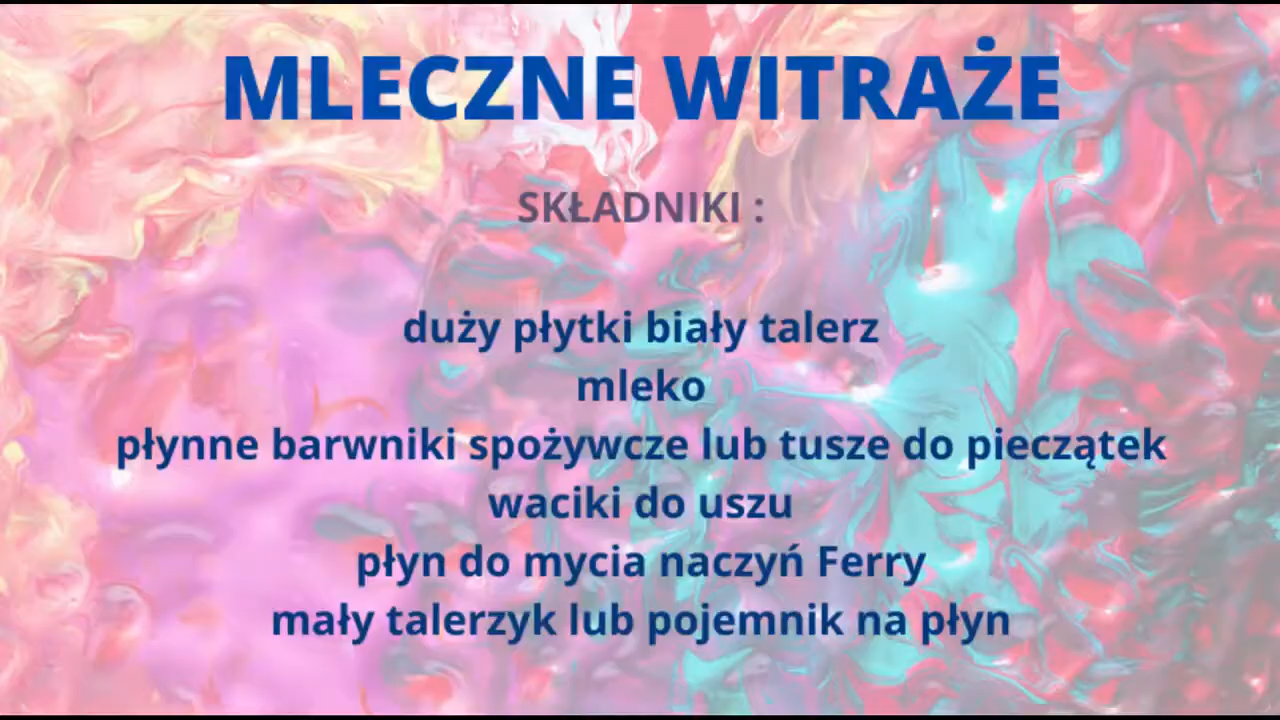 MLECZNE WITRAŻE
SKŁADNIKI :
duży płytki biały talerz
mleko
płynne barwniki spożywcze lub tusze do pieczątek
waciki do uszu
płyn do mycia naczyń Ferry
mały talerzyk lub pojemnik na płyn